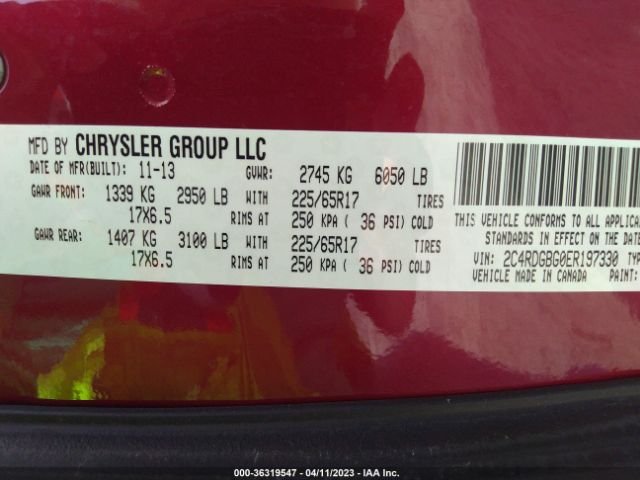 MFD BY CHRYSLER GROUP LLC
DATE OF MFR(BUILT): 11-13 GVWR: 2745 KG 6050 LB
GAWR FRONT: 1339 KG 2950 LB WITH 225/65R17 TIRES
17X6.5 RIMS AT 250 KPA ( 36 PSI) COLD
GAWR REAR: 1407 KG 3100 LB WITH 225/65R17 TIRES
17X6.5 RIMS AT 250 KPA ( 36 PSI) COLD
THIS VEHICLE CONFORMS TO ALL APPLICA
STANDARDS IN EFFECT ON THE DATE
VIN: 2C4RDGBG0ER197330 TYP
VEHICLE MADE IN CANADA PAINT:
000-36319547 - 04/11/2023 - IAA Branch